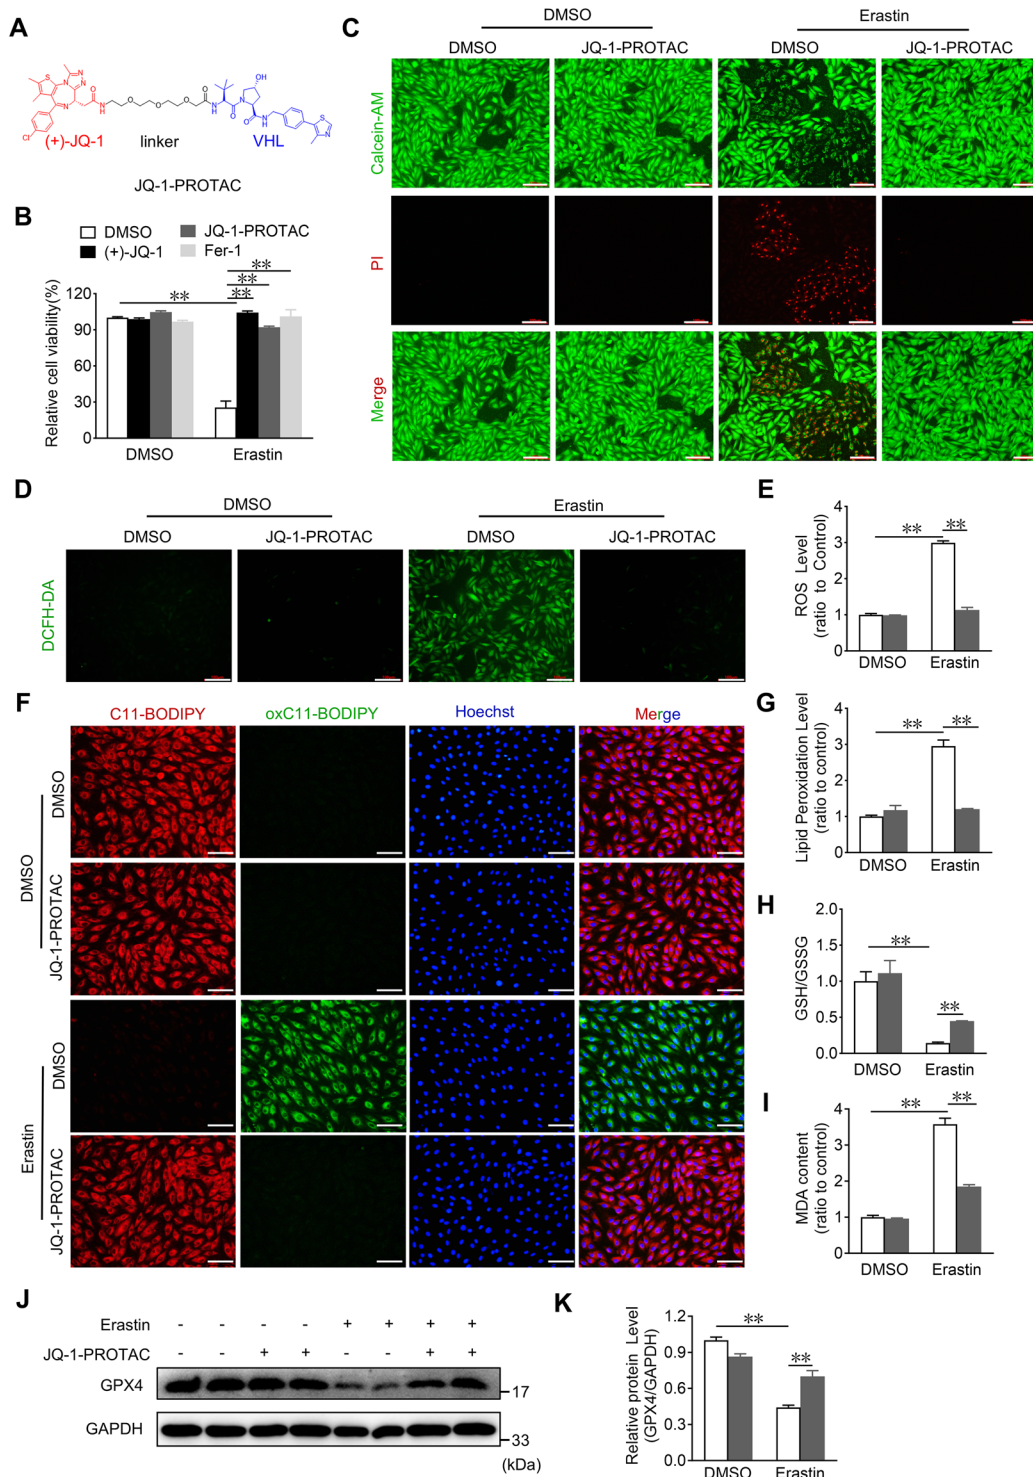 A
(+)-JQ-1
linker
VHL
JQ-1-PROTAC
B
DMSO
JQ-1-PROTAC
(+)-JQ-1
Fer-1
**
**
**
**
Relative cell viability(%)
120
90
60
30
0
DMSO
Erastin
C
DMSO
Erastin
DMSO
JQ-1-PROTAC
DMSO
JQ-1-PROTAC
Calcein-AM
PI
Merge
D
DMSO
Erastin
DMSO
JQ-1-PROTAC
DMSO
JQ-1-PROTAC
DCFH-DA
E
ROS Level
(ratio to Control)
4
3
2
1
0
**
**
DMSO
Erastin
F
C11-BODIPY
oxC11-BODIPY
Hoechst
Merge
DMSO
DMSO
JQ-1-PROTAC
Erastin
DMSO
JQ-1-PROTAC
G
Lipid Peroxidation Level
(ratio to control)
4
3
2
1
0
**
**
DMSO
Erastin
H
GSH/GSSG
2.0
1.5
1.0
0.5
0.0
**
**
DMSO
Erastin
I
MDA content
(ratio to control)
4
3
2
1
0
**
**
DMSO
Erastin
J
Erastin - - - - + + + +
JQ-1-PROTAC - - + + - - + +
GPX4
17
GAPDH
33
(kDa)
K
Relative protein Level
(GPX4/GAPDH)
1.2
0.9
0.6
0.3
0.0
**
**
DMSO
Erastin